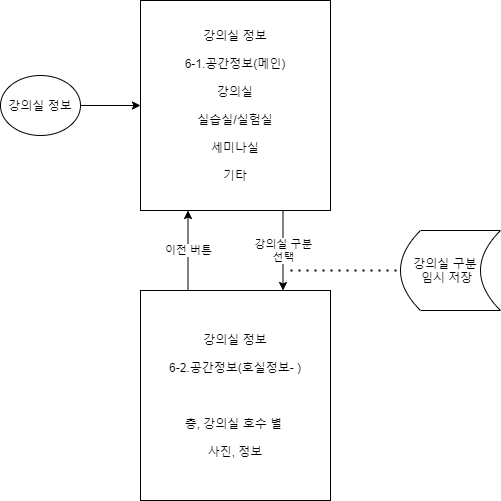 강의실 정보
6-1.공간정보(메인)
강의실
실습실/실험실
세미나실
기타
강의실 정보
이전 버튼
강의실 구분
선택
강의실 구분
임시 저장
강의실 정보
6-2.공간정보(호실정보- )
층, 강의실 호수 별
사진, 정보